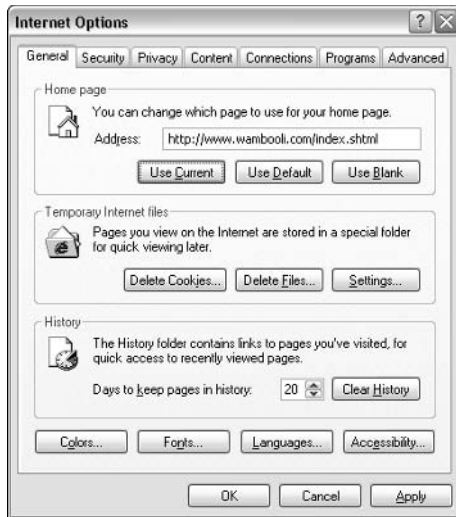 Internet Options
General Security Privacy Content Connections Programs Advanced
Home page
You can change which page to use for your home page.
Address: http://www.wambooli.com/index.shtml
Use Current Use Default Use Blank
Temporary Internet files
Pages you view on the Internet are stored in a special folder
for quick viewing later.
Delete Cookies... Delete Files... Settings...
History
The History folder contains links to pages you've visited, for
quick access to recently viewed pages.
Days to keep pages in history: 20 Clear History
Colors... Fonts... Languages... Accessibility...
OK Cancel Apply